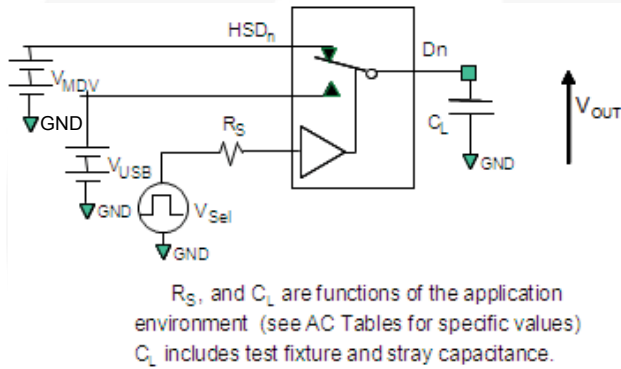 HSDn
Dn
VMDV
GND
RS
CL
VOUT
VUSB
GND
GND
VSel
GND
RS, and CL are functions of the application
environment (see AC Tables for specific values)
CL includes test fixture and stray capacitance.